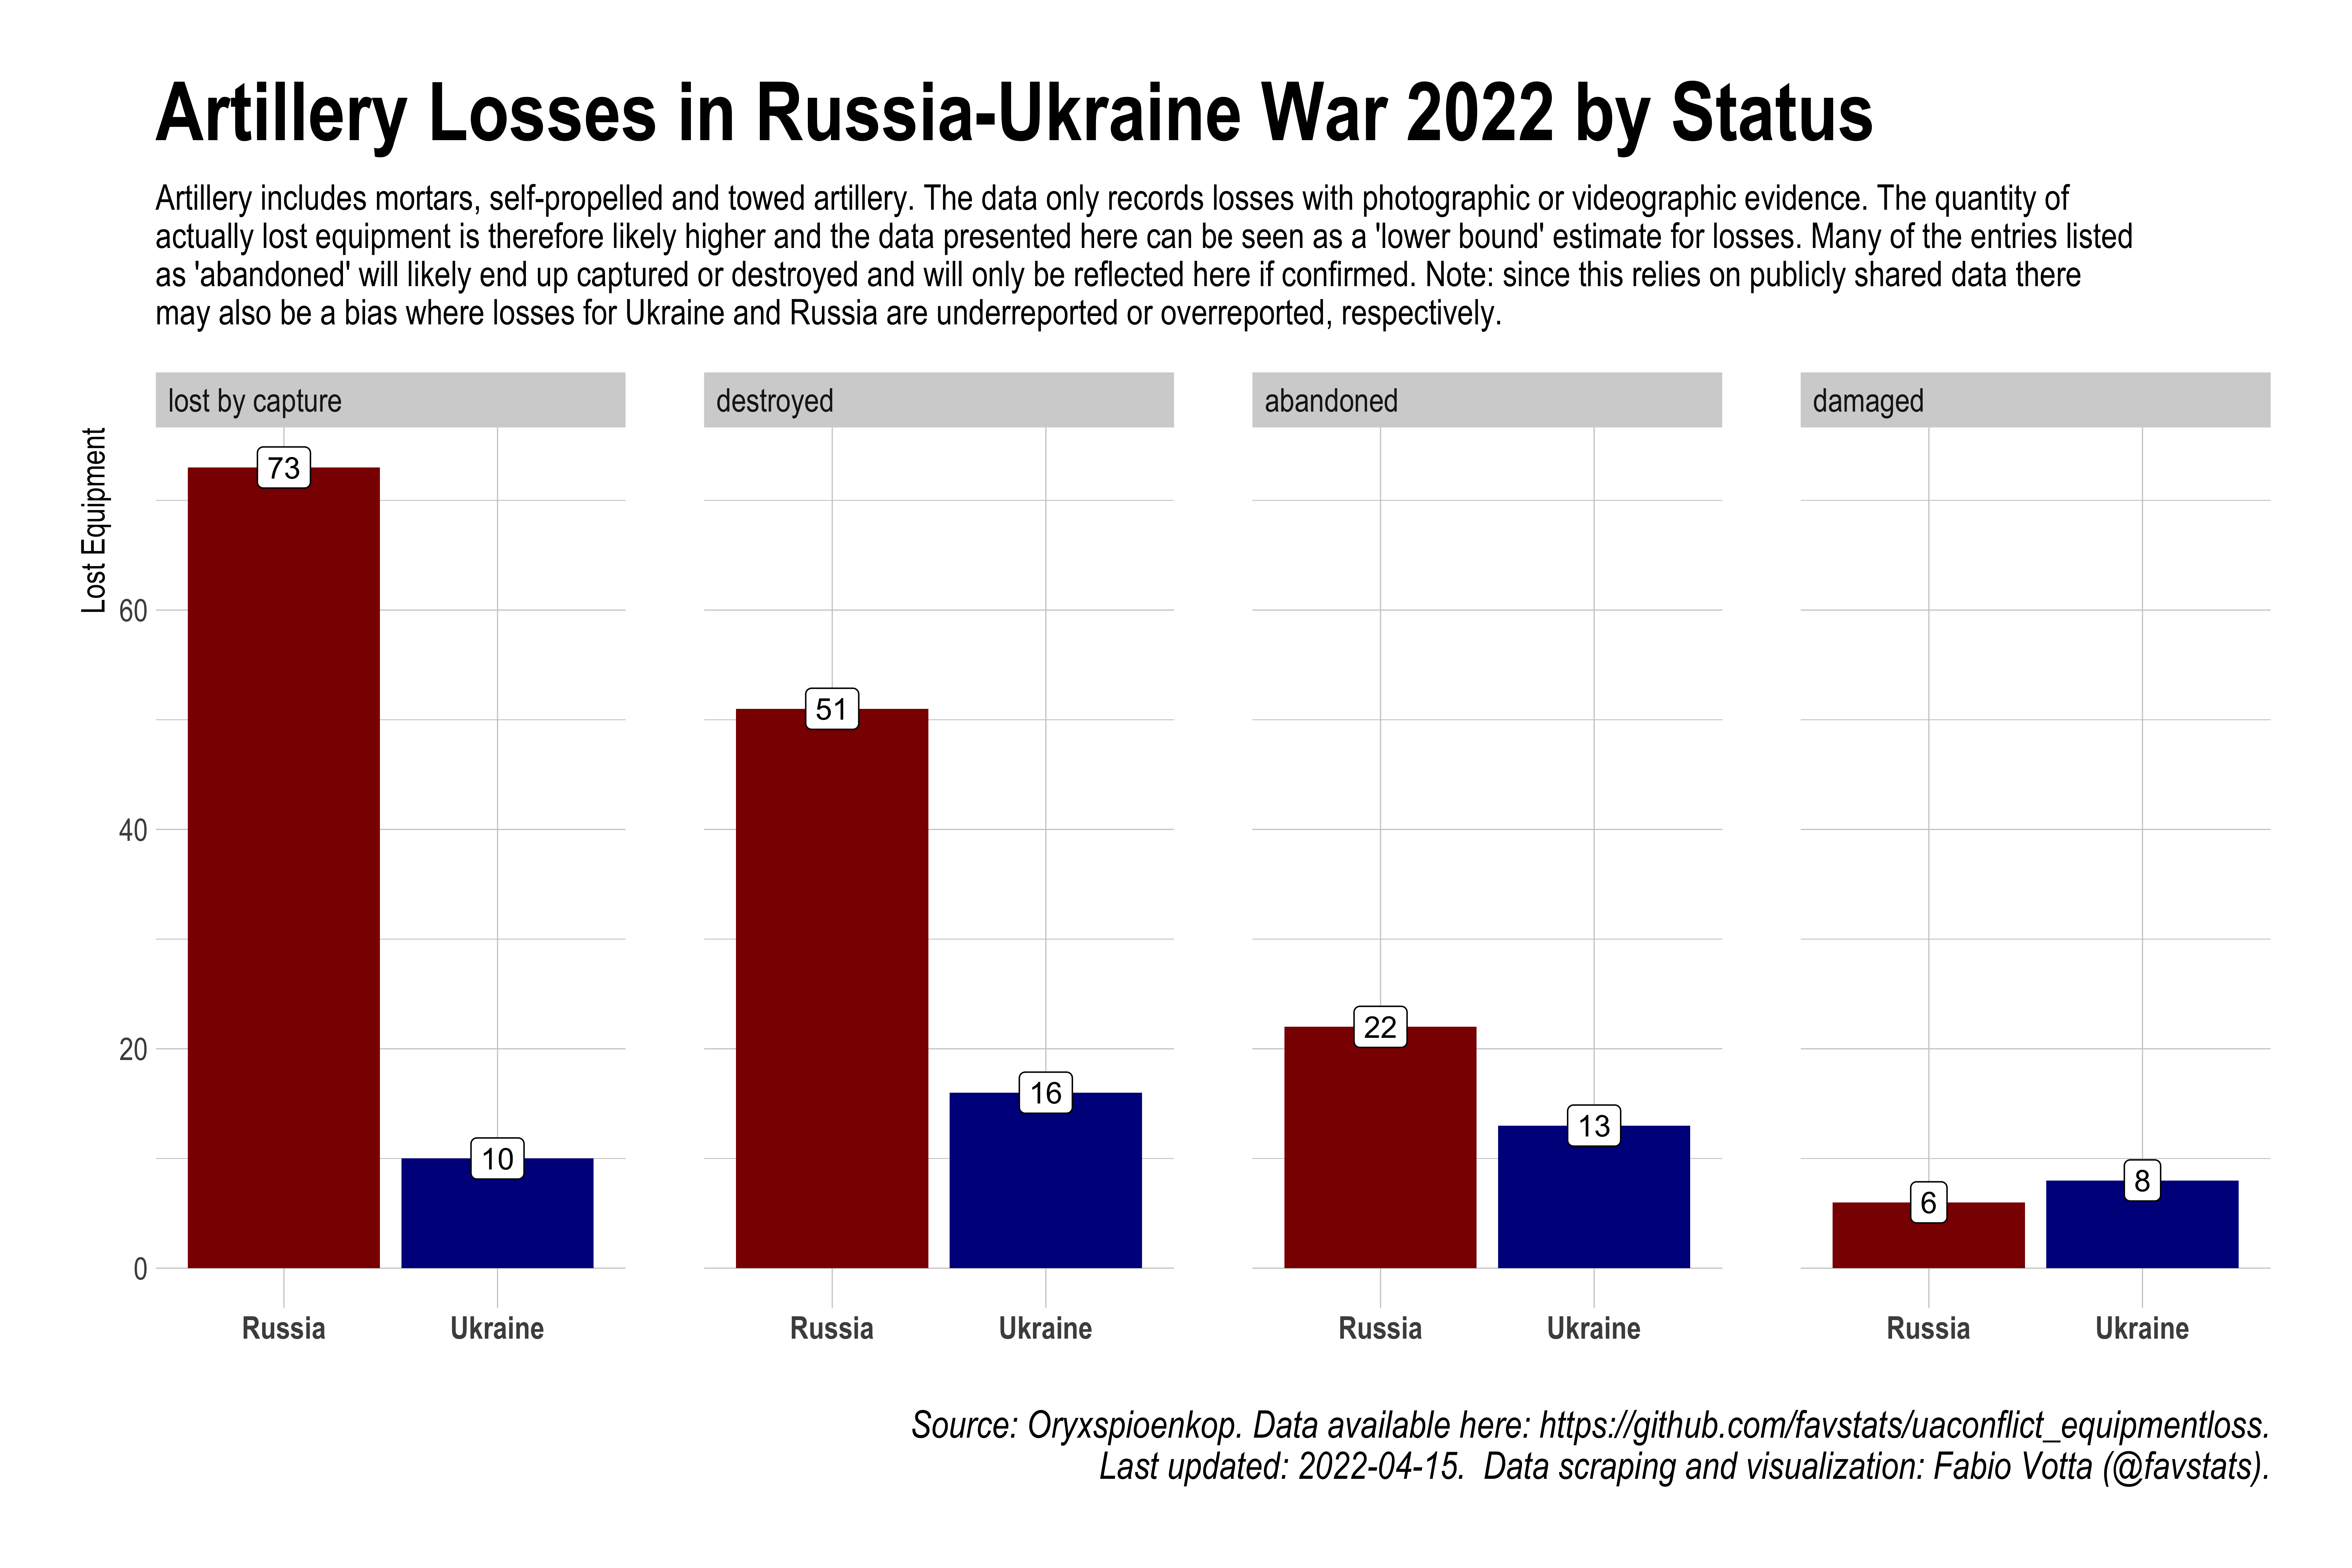 Artillery Losses in Russia-Ukraine War 2022 by Status
Artillery includes mortars, self-propelled and towed artillery. The data only records losses with photographic or videographic evidence. The quantity of
actually lost equipment is therefore likely higher and the data presented here can be seen as a 'lower bound' estimate for losses. Many of the entries listed
as 'abandoned' will likely end up captured or destroyed and will only be reflected here if confirmed. Note: since this relies on publicly shared data there
may also be a bias where losses for Ukraine and Russia are underreported or overreported, respectively.
lost by capture
destroyed
abandoned
damaged
Lost Equipment
60
40
20
0
73
10
51
16
22
13
6
8
Russia
Ukraine
Russia
Ukraine
Russia
Ukraine
Russia
Ukraine
Source: Oryxspioenkop. Data available here: https://github.com/favstats/uaconflict_equipmentloss.
Last updated: 2022-04-15.  Data scraping and visualization: Fabio Votta (@favstats).